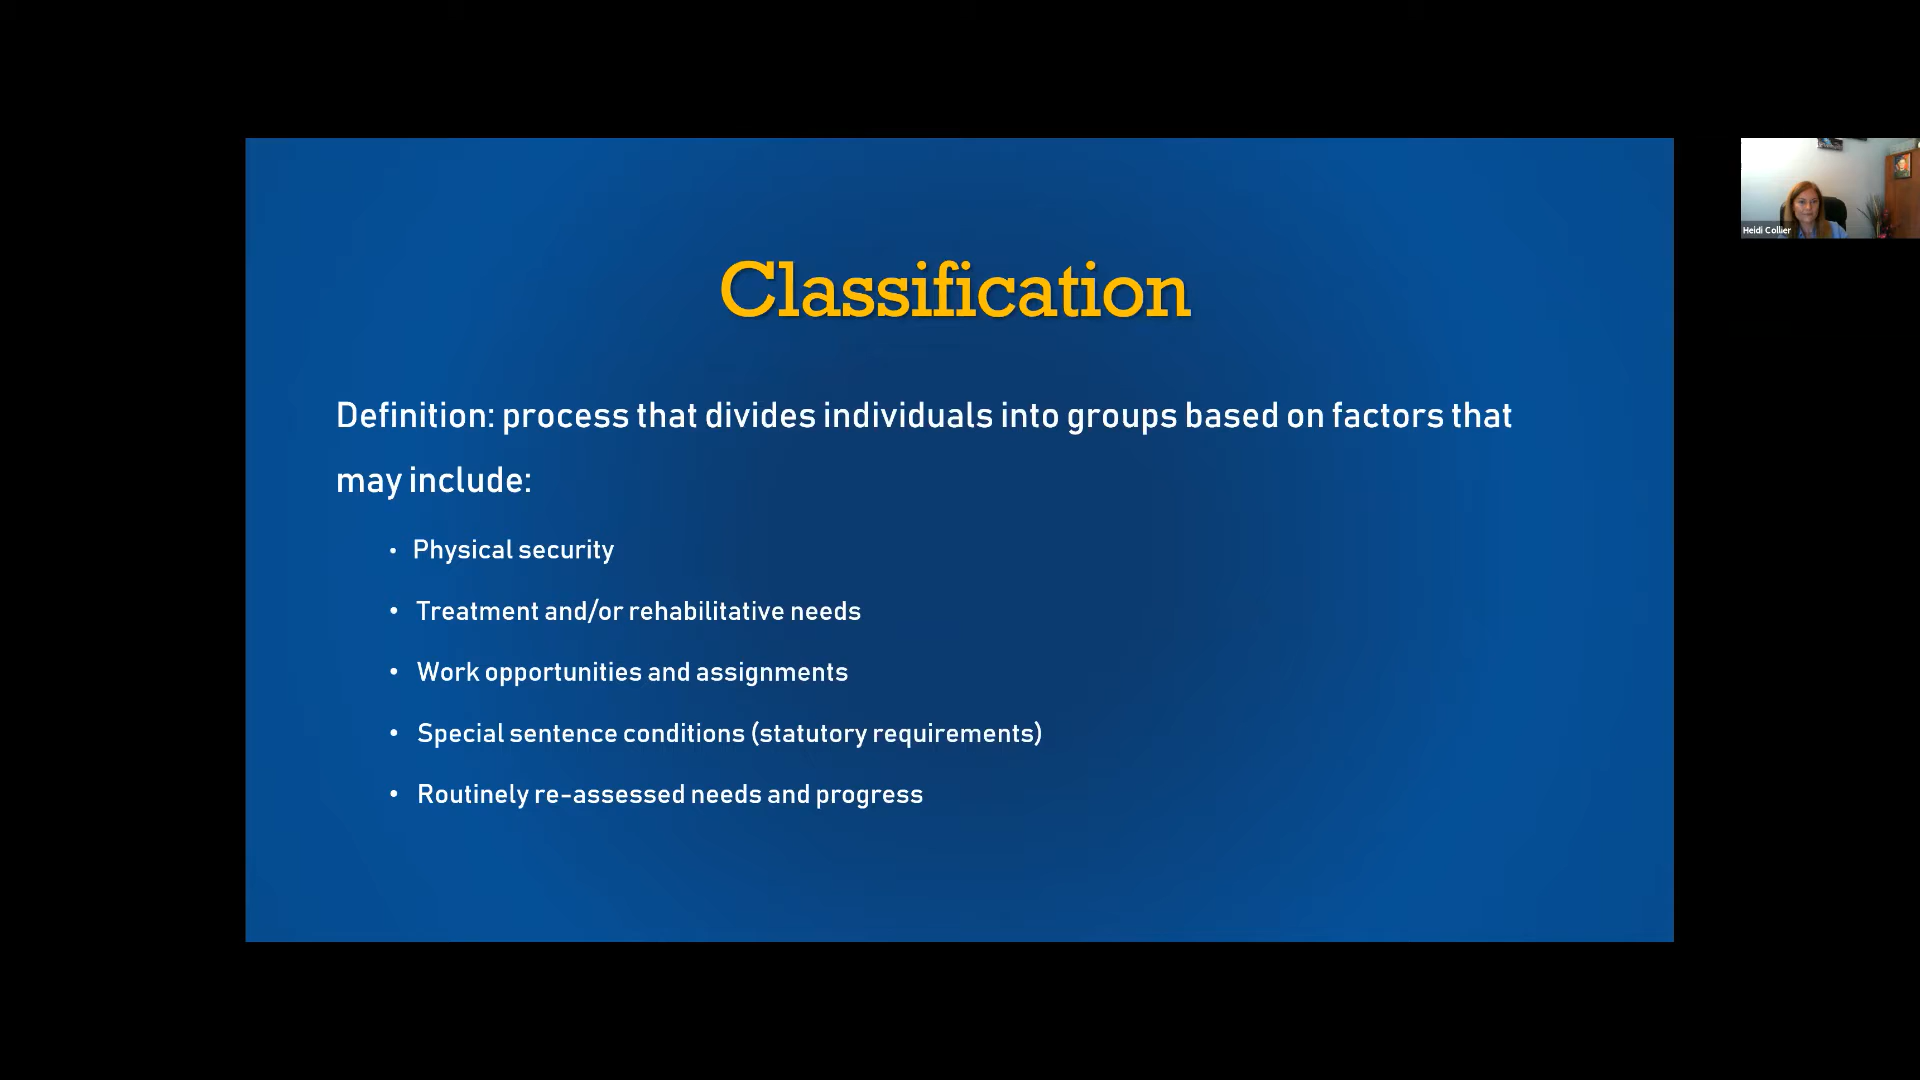 Classification
Definition: process that divides individuals into groups based on factors that
may include:
• Physical security
• Treatment and/or rehabilitative needs
• Work opportunities and assignments
• Special sentence conditions (statutory requirements)
• Routinely re-assessed needs and progress
Heidi Collier